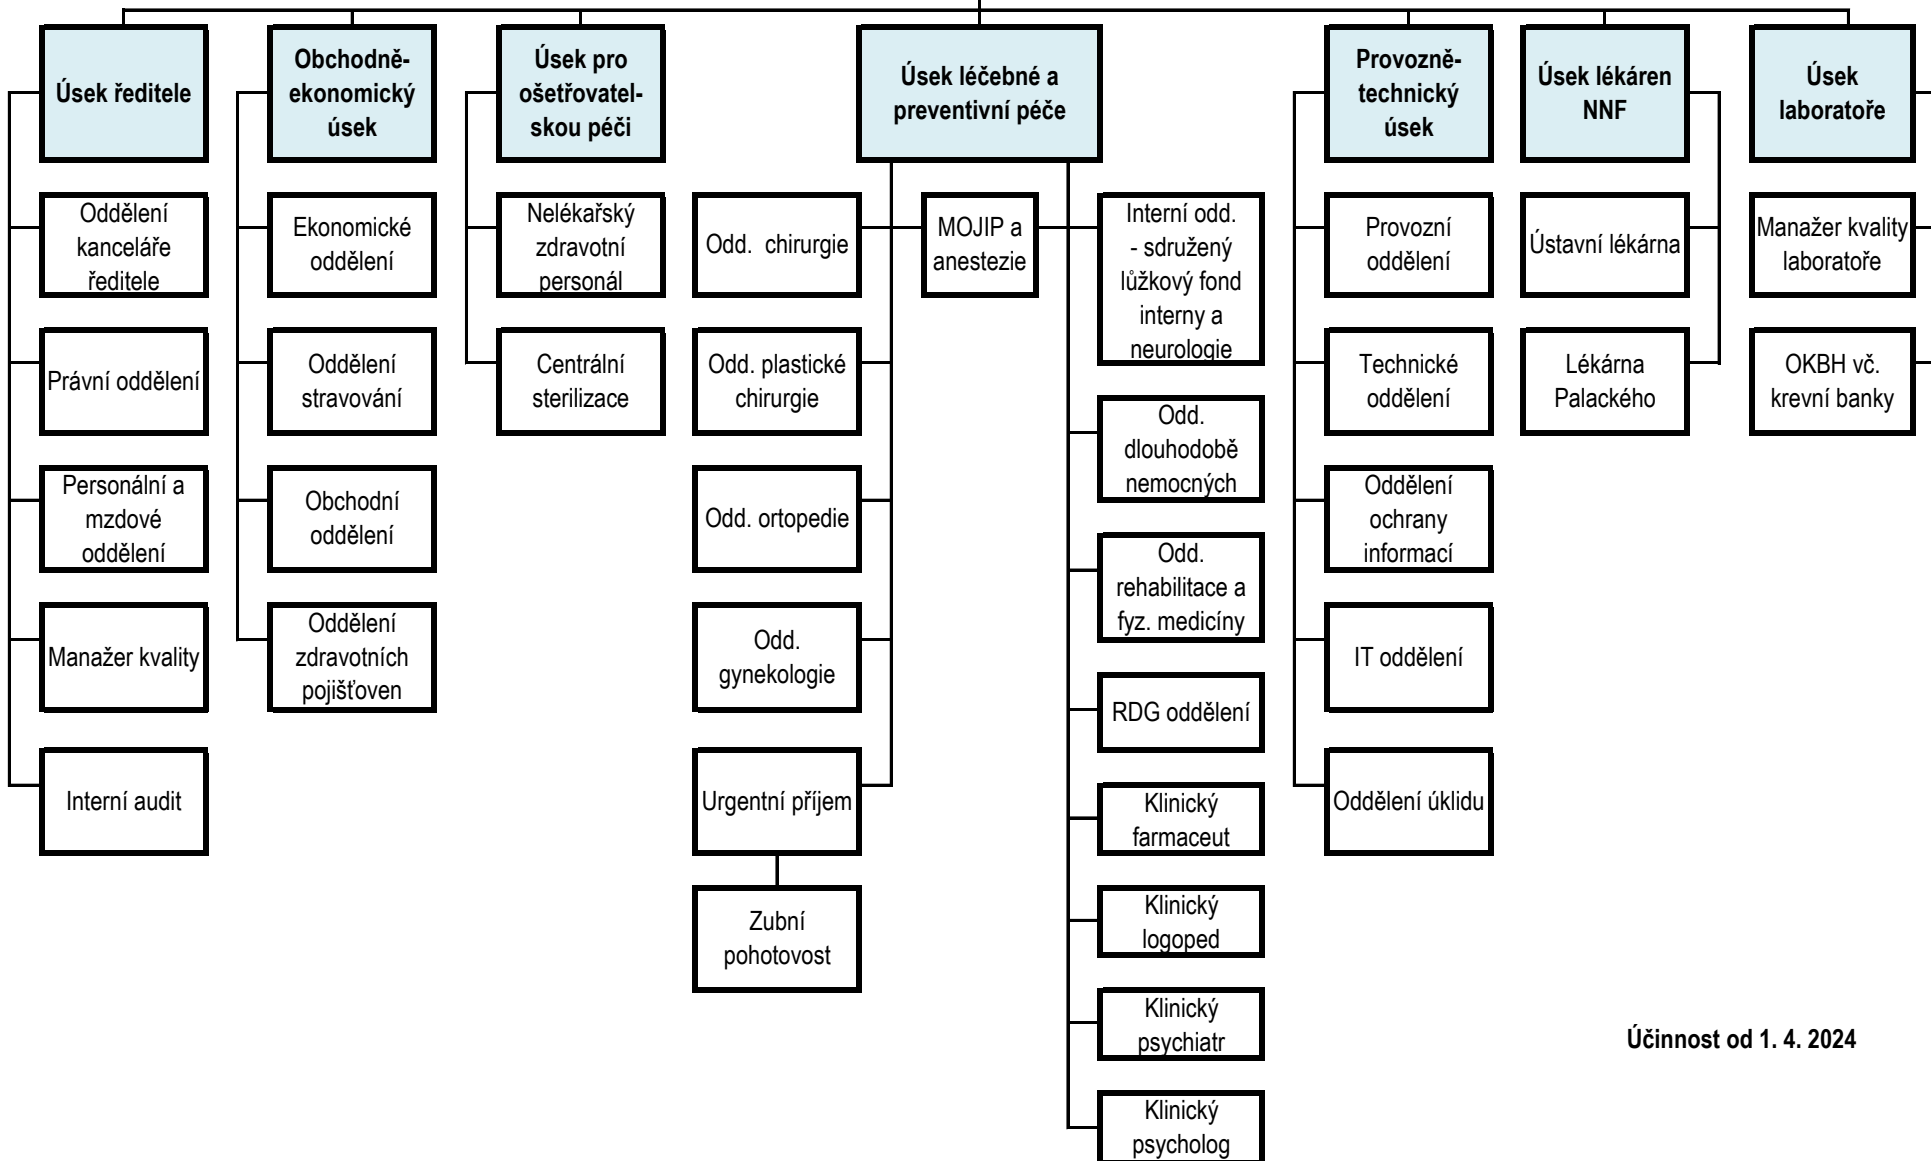 Úsek ředitele
Obchodně-
ekonomický
úsek
Úsek pro
ošetřovatel-
skou péči
Úsek léčebné a
preventivní péče
Provozně-
technický
úsek
Úsek lékáren
NNF
Úsek
laboratoře
Oddělení
kanceláře
ředitele
Ekonomické
oddělení
Nelékařský
zdravotní
personál
Odd.  chirurgie
MOJIP a
anestezie
Interní odd.
- sdružený
lůžkový fond
interny a
neurologie
Provozní
oddělení
Ústavní lékárna
Manažer kvality
laboratoře
Právní oddělení
Oddělení
stravování
Centrální
sterilizace
Odd. plastické
chirurgie
Odd.
dlouhodobě
nemocných
Technické
oddělení
Lékárna
Palackého
OKBH vč.
krevní banky
Personální a
mzdové
oddělení
Obchodní
oddělení
Odd. ortopedie
Odd.
rehabilitace a
fyz. medicíny
Oddělení
ochrany
informací
Manažer kvality
Oddělení
zdravotních
pojišťoven
Odd.
gynekologie
RDG oddělení
IT oddělení
Interní audit
Urgentní příjem
Klinický
farmaceut
Oddělení úklidu
Zubní
pohotovost
Klinický
logoped
Klinický
psychiatr
Účinnost od 1. 4. 2024
Klinický
psycholog